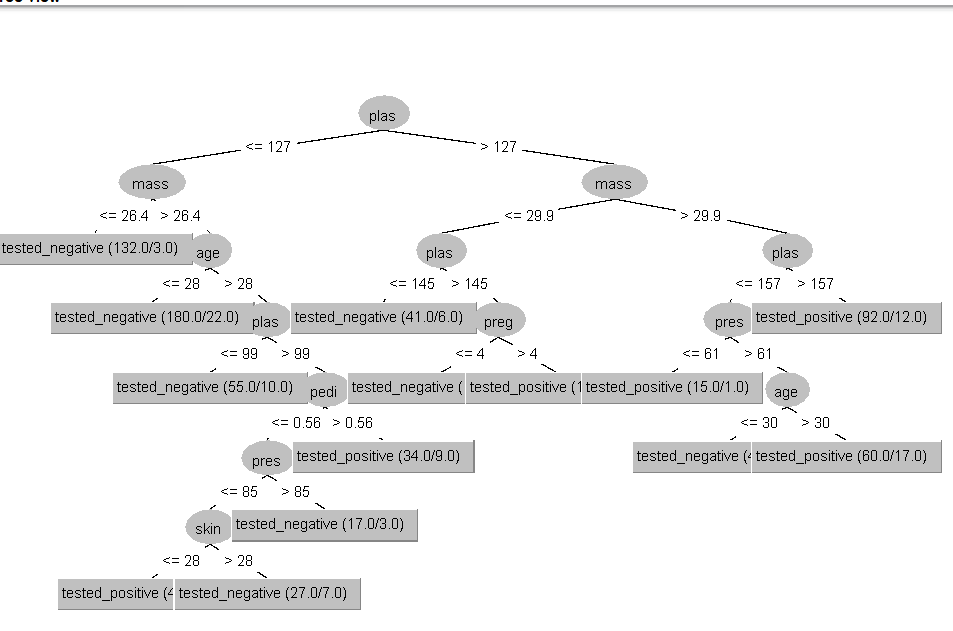 plas
<= 127
> 127
mass
mass
<= 26.4 > 26.4
<= 29.9
> 29.9
tested_negative (132.0/3.0)
age
plas
plas
<= 28 > 28
<= 145 > 145
<= 157 > 157
tested_negative (180.0/22.0)
plas
tested_negative (41.0/6.0)
preg
pres
tested_positive (92.0/12.0)
<= 99 > 99
<= 4 > 4
<= 61 > 61
tested_negative (55.0/10.0)
pedi
tested_negative (
tested_positive (1
tested_positive (15.0/1.0)
age
<= 0.56 > 0.56
<= 30 > 30
pres
tested_positive (34.0/9.0)
tested_negative (4
tested_positive (60.0/17.0)
<= 85 > 85
skin
tested_negative (17.0/3.0)
<= 28 > 28
tested_positive (4
tested_negative (27.0/7.0)